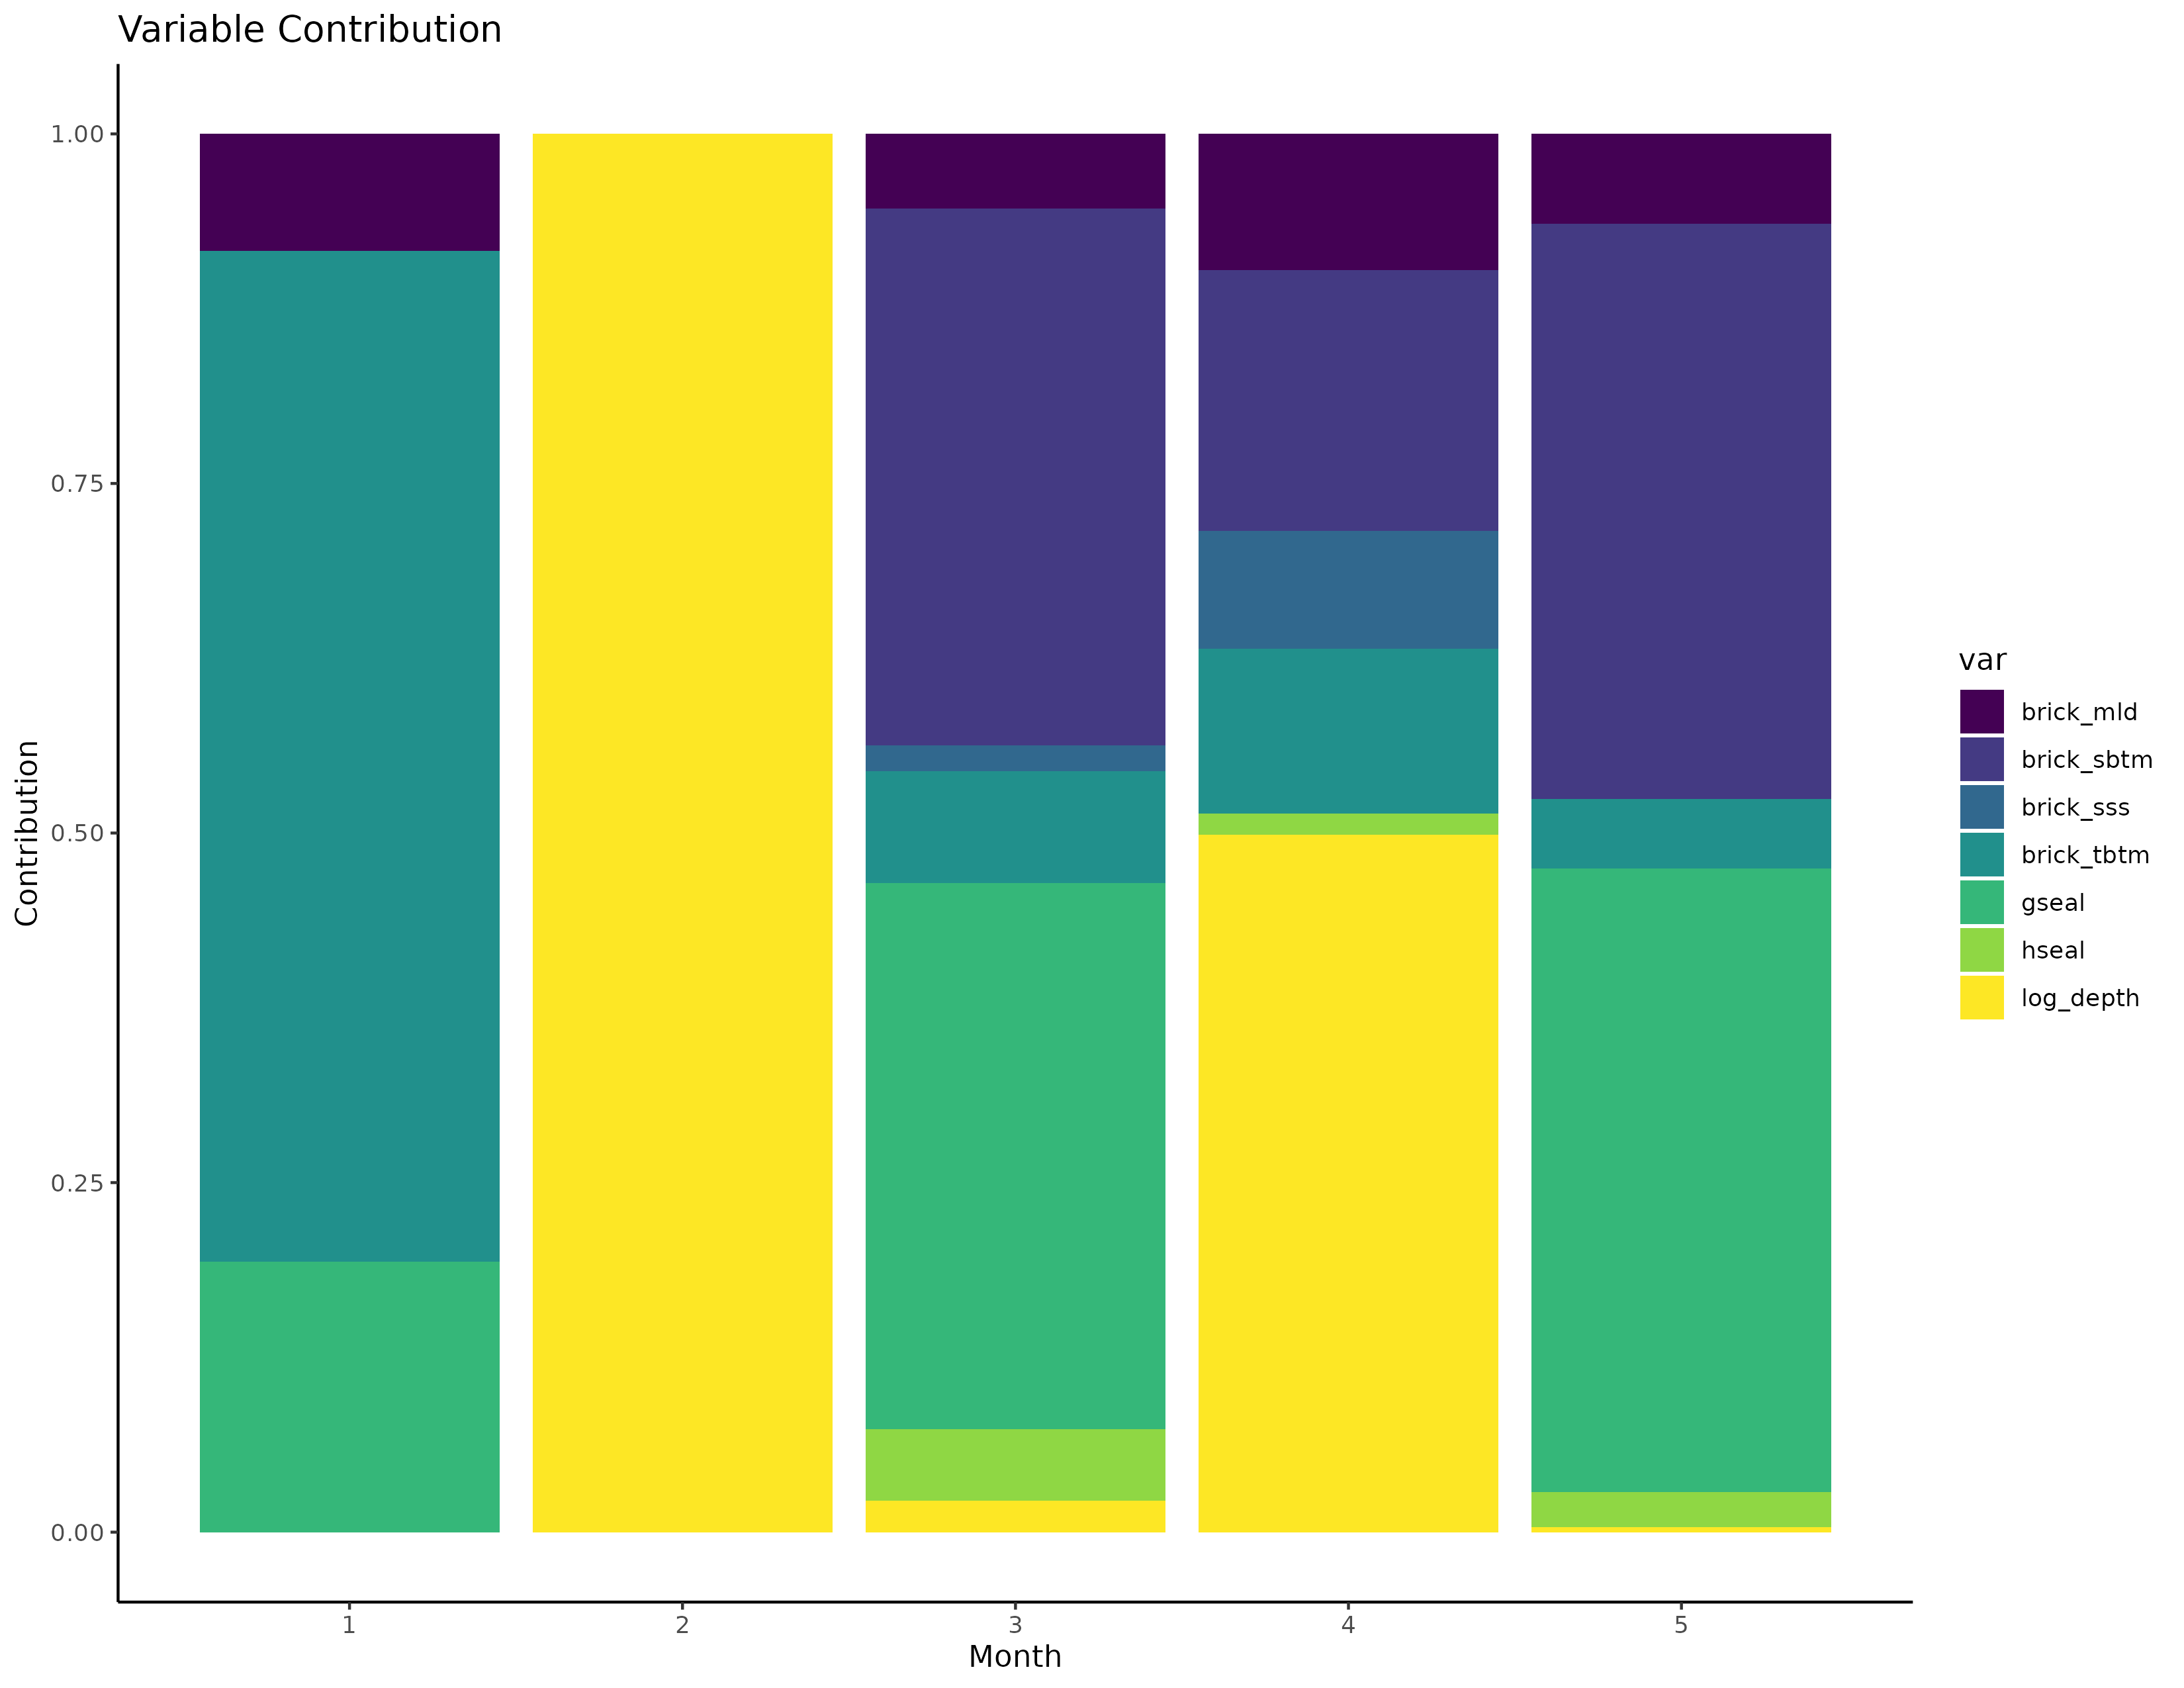 Variable Contribution
1.00
0.75
0.50
0.25
0.00
Contribution
1
2
3
4
5
Month
var
brick_mld
brick_sbtm
brick_sss
brick_tbtm
gseal
hseal
log_depth